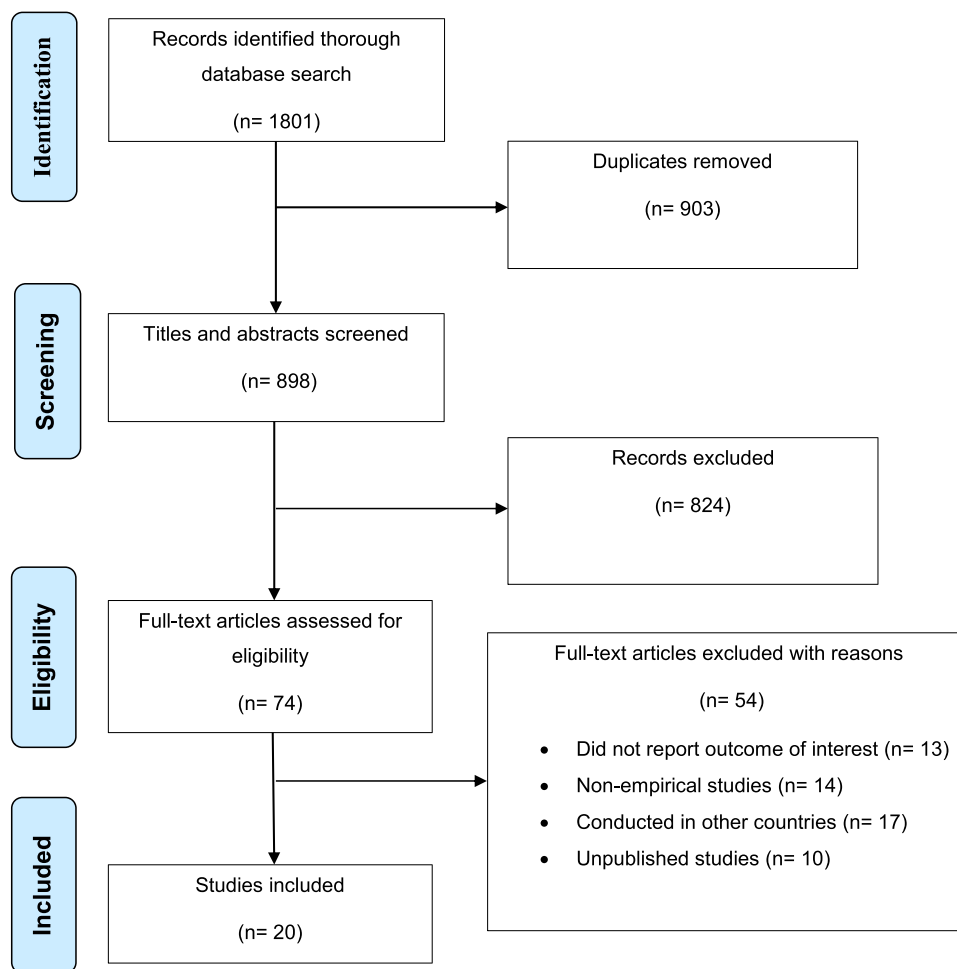 Identification
Records identified thorough
database search
(n= 1801)
Duplicates removed
(n= 903)
Screening
Titles and abstracts screened
(n= 898)
Records excluded
(n= 824)
Eligibility
Full-text articles assessed for
eligibility
(n= 74)
Full-text articles excluded with reasons
(n= 54)
• Did not report outcome of interest (n= 13)
• Non-empirical studies (n= 14)
• Conducted in other countries (n= 17)
• Unpublished studies (n= 10)
Included
Studies included
(n= 20)